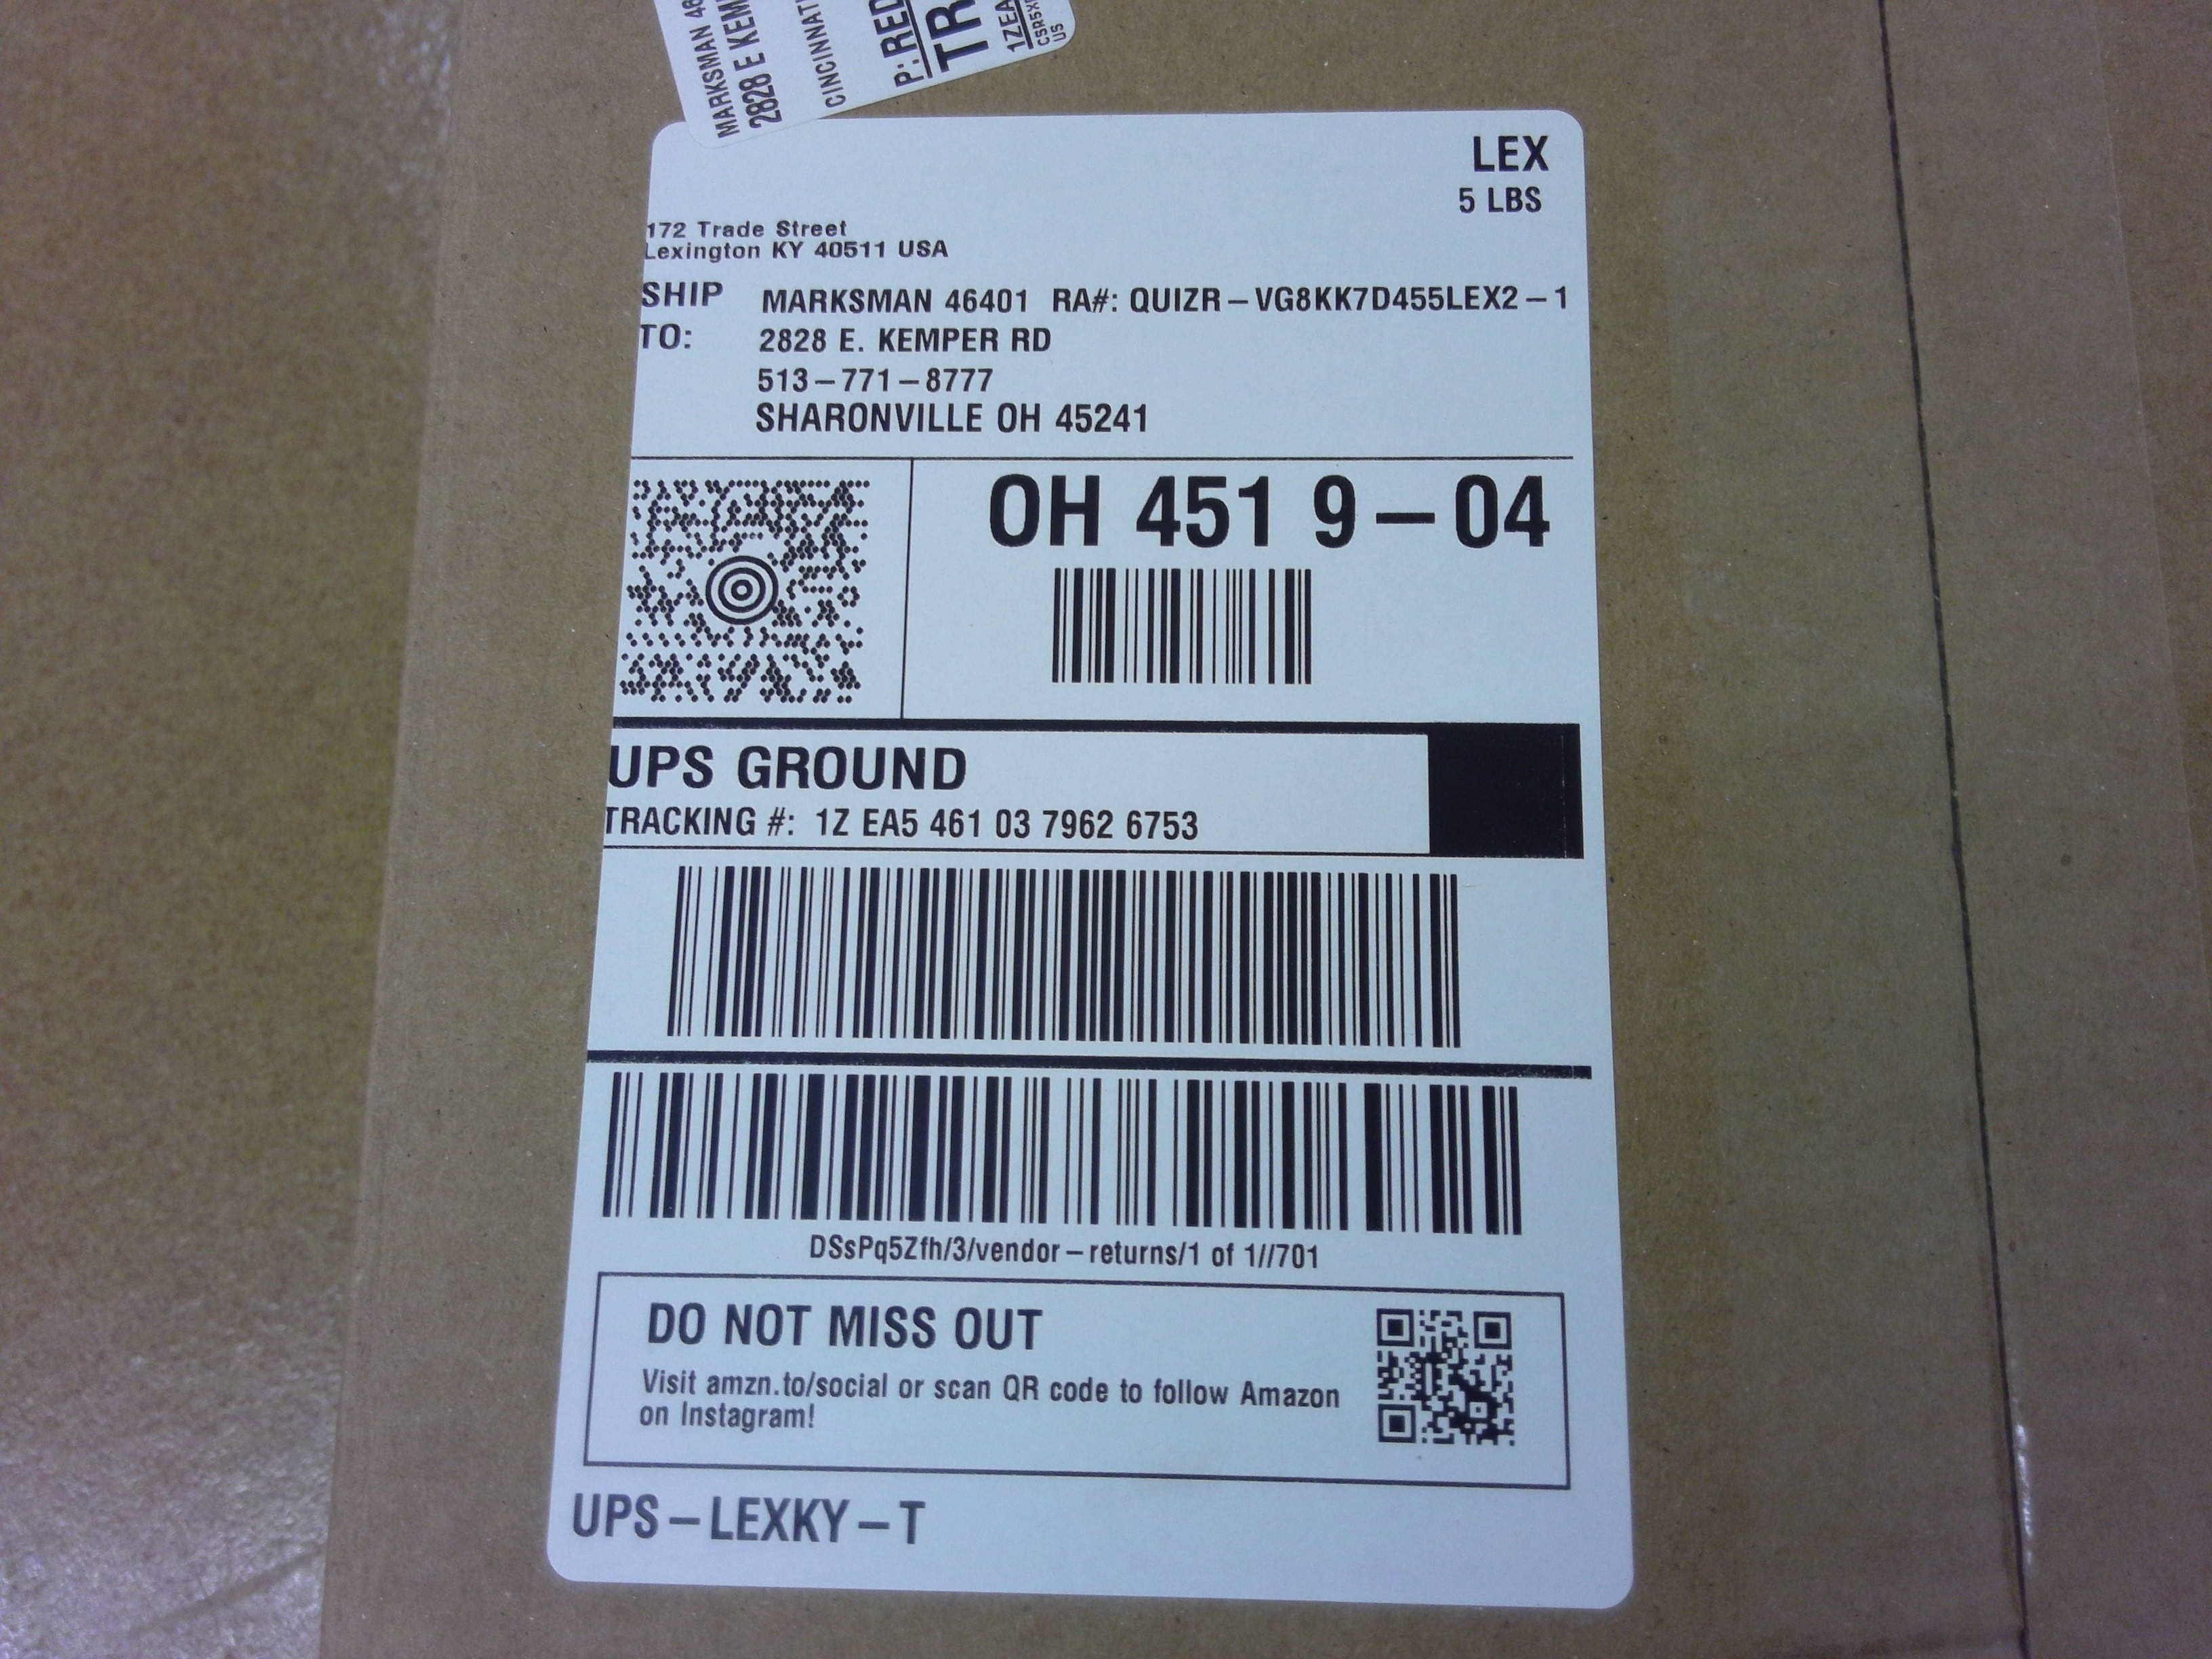 MARKSMAN 46
2828 E KEM
CINCINNAT
P: RED
TR
1ZEA
US
LEX
5 LBS
172 Trade Street
Lexington KY 40511 USA
SHIP TO:
MARKSMAN 46401 RA#: QUIZR-VG8KK7D455LEX2-1
2828 E. KEMPER RD
513-771-8777
SHARONVILLE OH 45241
OH 451 9-04
UPS GROUND
TRACKING #: 1Z EA5 461 03 7962 6753
DSsPq5Zfh/3/vendor-returns/1 of 1//701
DO NOT MISS OUT
Visit amzn.to/social or scan QR code to follow Amazon
on Instagram!
UPS-LEXKY-T